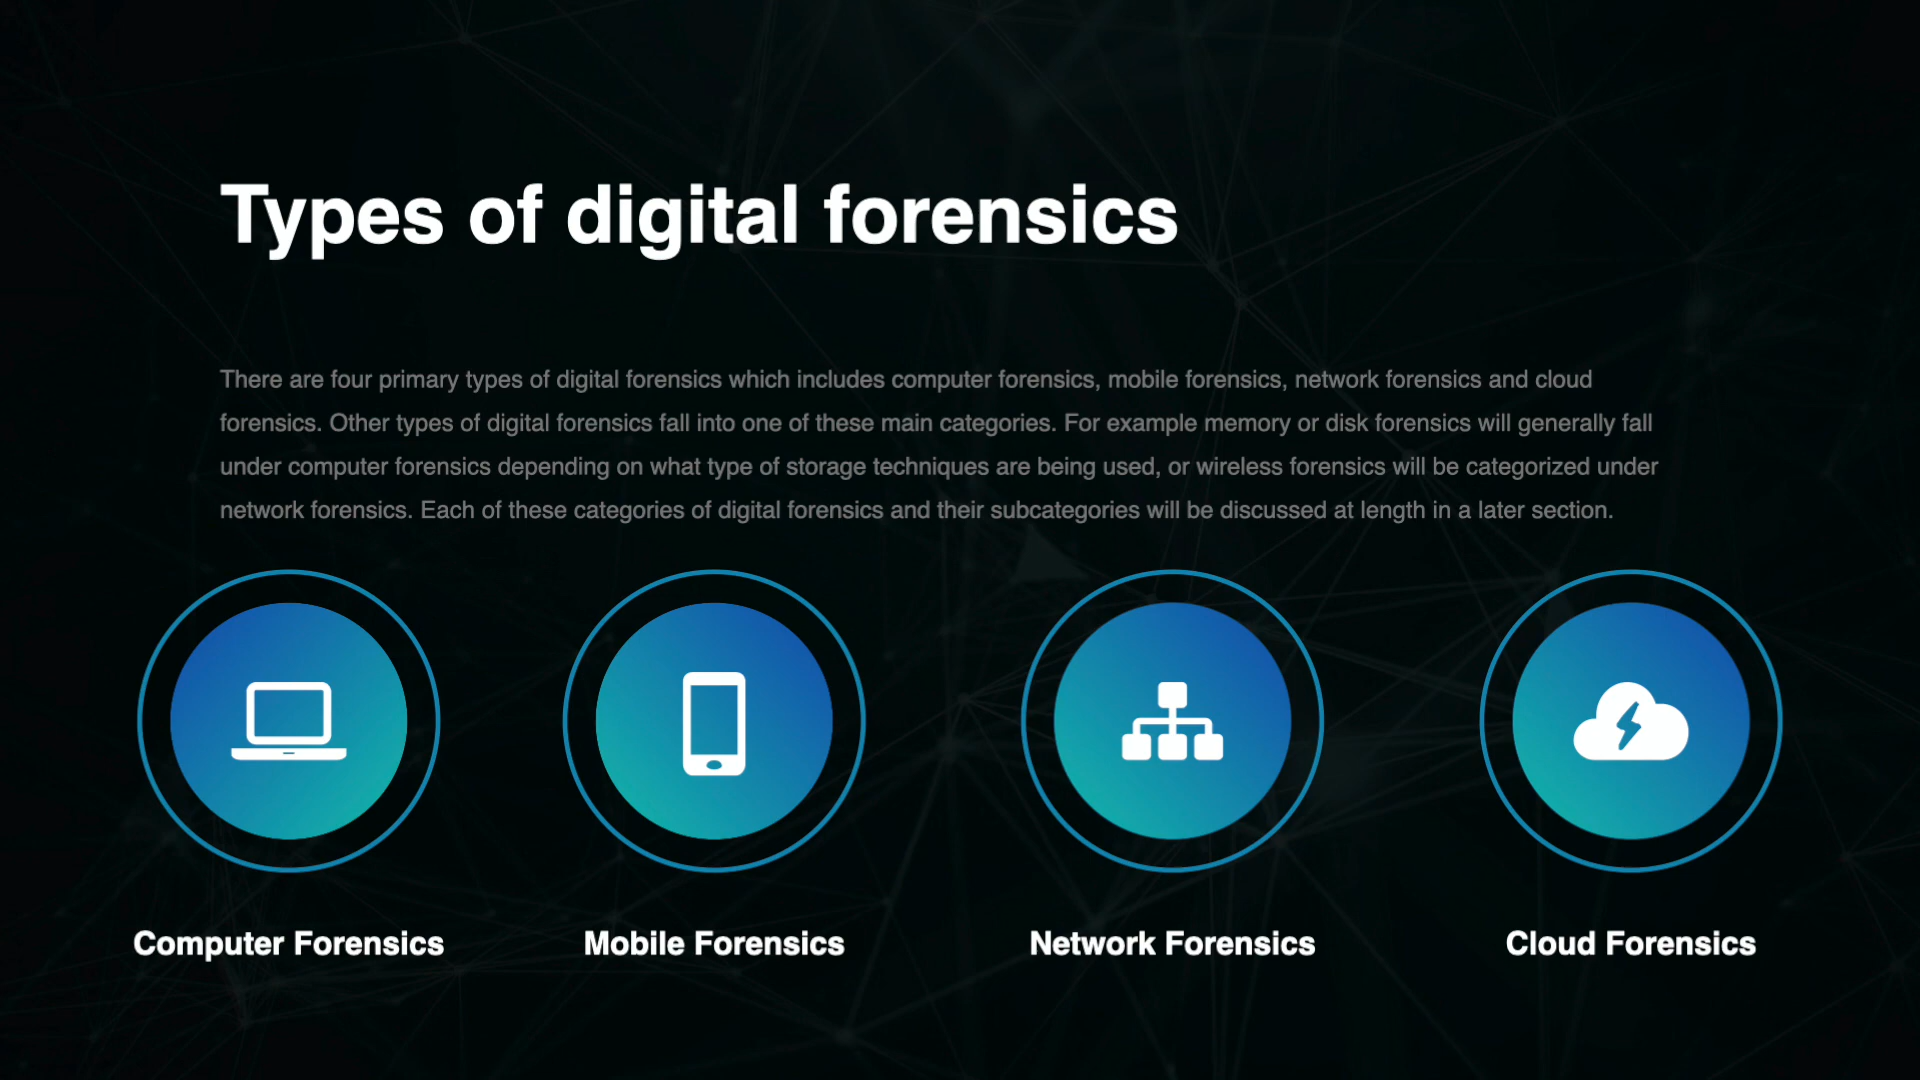 Types of digital forensics
There are four primary types of digital forensics which includes computer forensics, mobile forensics, network forensics and cloud
forensics. Other types of digital forensics fall into one of these main categories. For example memory or disk forensics will generally fall
under computer forensics depending on what type of storage techniques are being used, or wireless forensics will be categorized under
network forensics. Each of these categories of digital forensics and their subcategories will be discussed at length in a later section.
Computer Forensics
Mobile Forensics
Network Forensics
Cloud Forensics